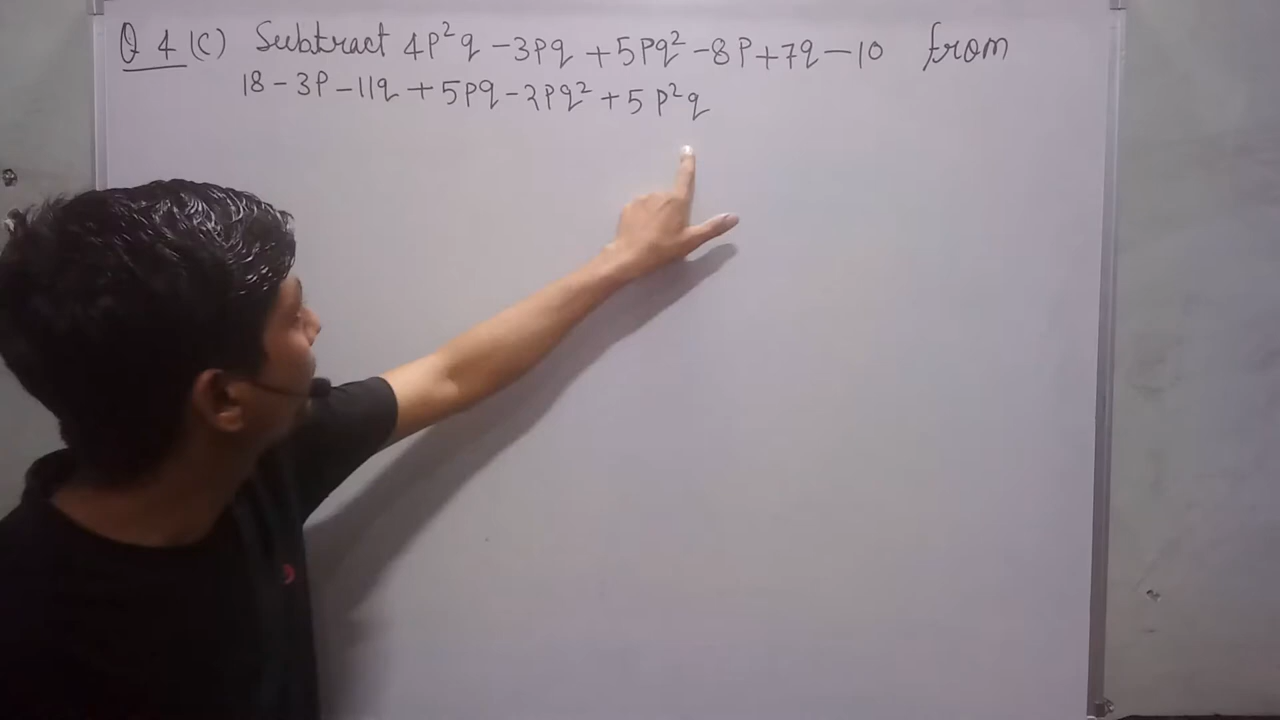 Q 4 (C) Subtract 4P²q - 3Pq + 5Pq² - 8P + 7q - 10 from
18 - 3P - 11q + 5Pq - 2Pq² + 5P²q